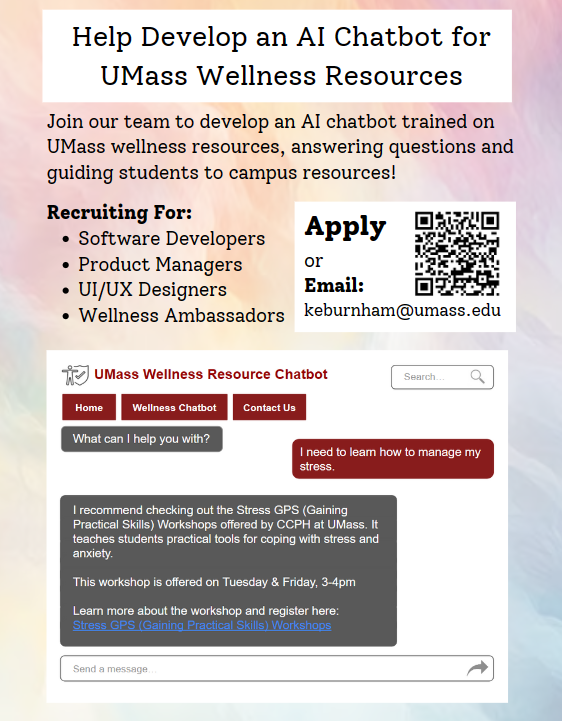 Help Develop an AI Chatbot for
UMass Wellness Resources
Join our team to develop an AI chatbot trained on
UMass wellness resources, answering questions and
guiding students to campus resources!
Recruiting For:
• Software Developers
• Product Managers
• UI/UX Designers
• Wellness Ambassadors
Apply
or
Email:
keburnham@umass.edu
UMass Wellness Resource Chatbot
Search...
Home
Wellness Chatbot
Contact Us
What can I help you with?
I need to learn how to manage my
stress.
I recommend checking out the Stress GPS (Gaining
Practical Skills) Workshops offered by CCPH at UMass. It
teaches students practical tools for coping with stress and
anxiety.
This workshop is offered on Tuesday & Friday, 3-4pm
Learn more about the workshop and register here:
Stress GPS (Gaining Practical Skills) Workshops
Send a message...